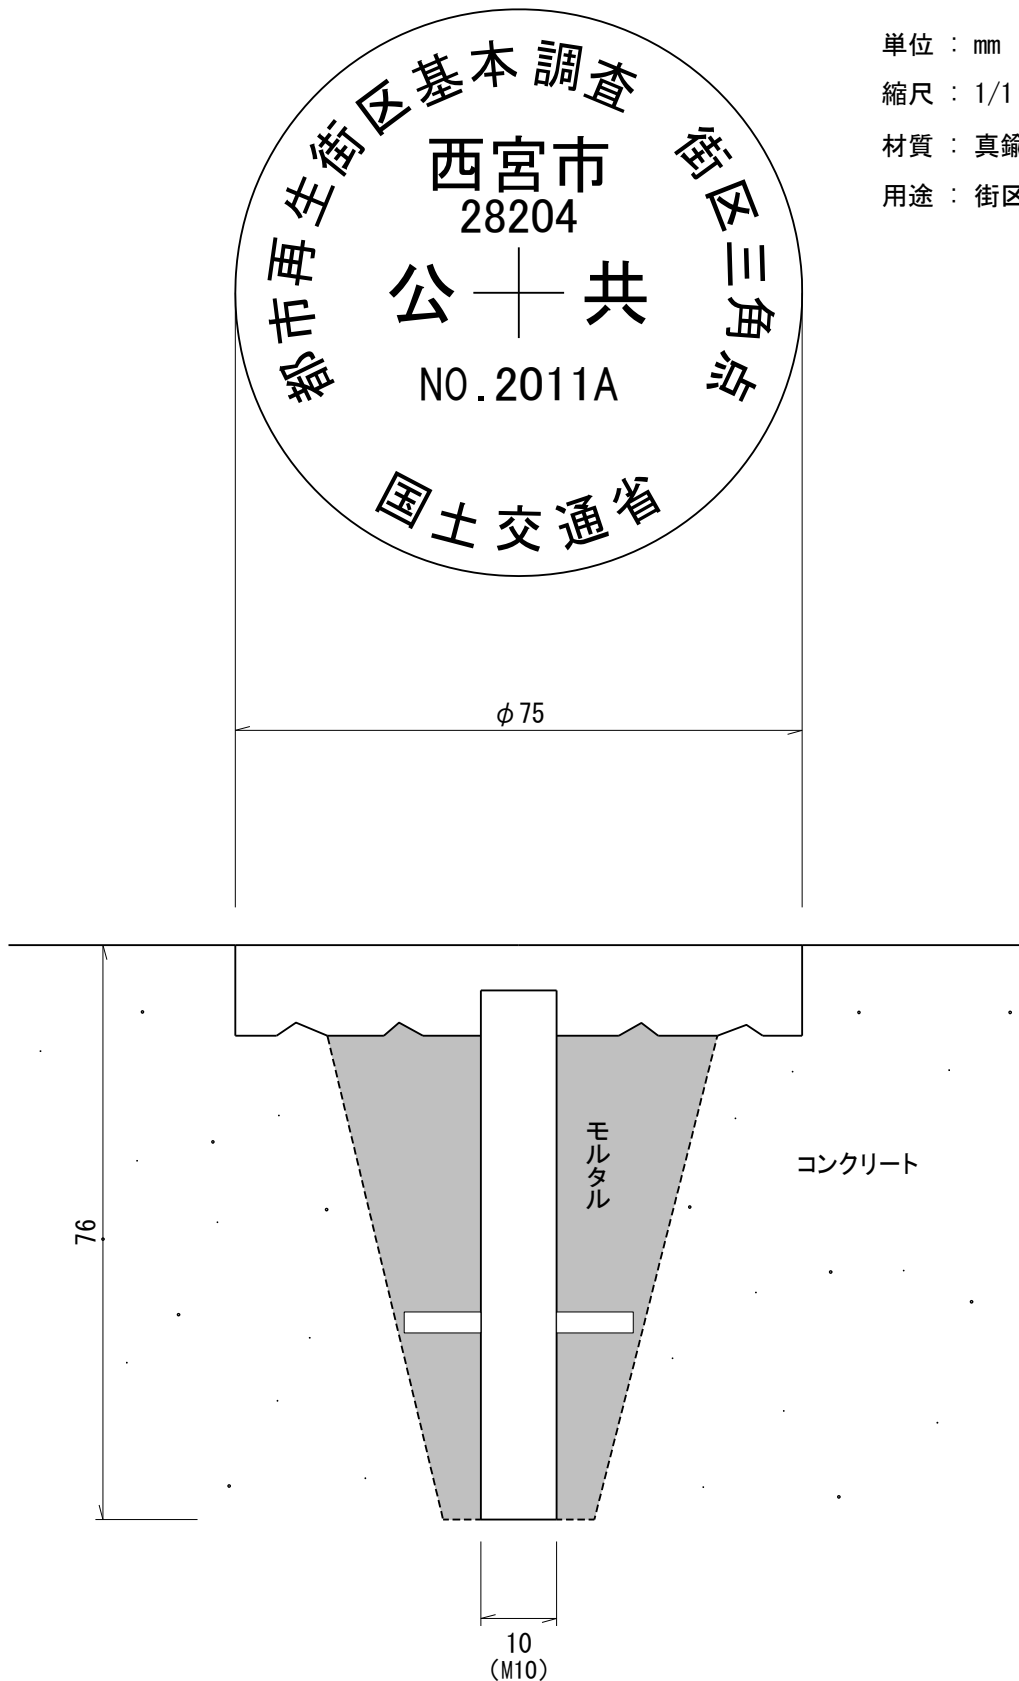 単位 : mm
縮尺 : 1/1
材質 : 真鍮
用途 : 街区
都市再生街区基本調査 街区三角点
西宮市
28204
公 共
NO.2011A
国土交通省
φ75
76
モルタル
コンクリート
10
(M10)